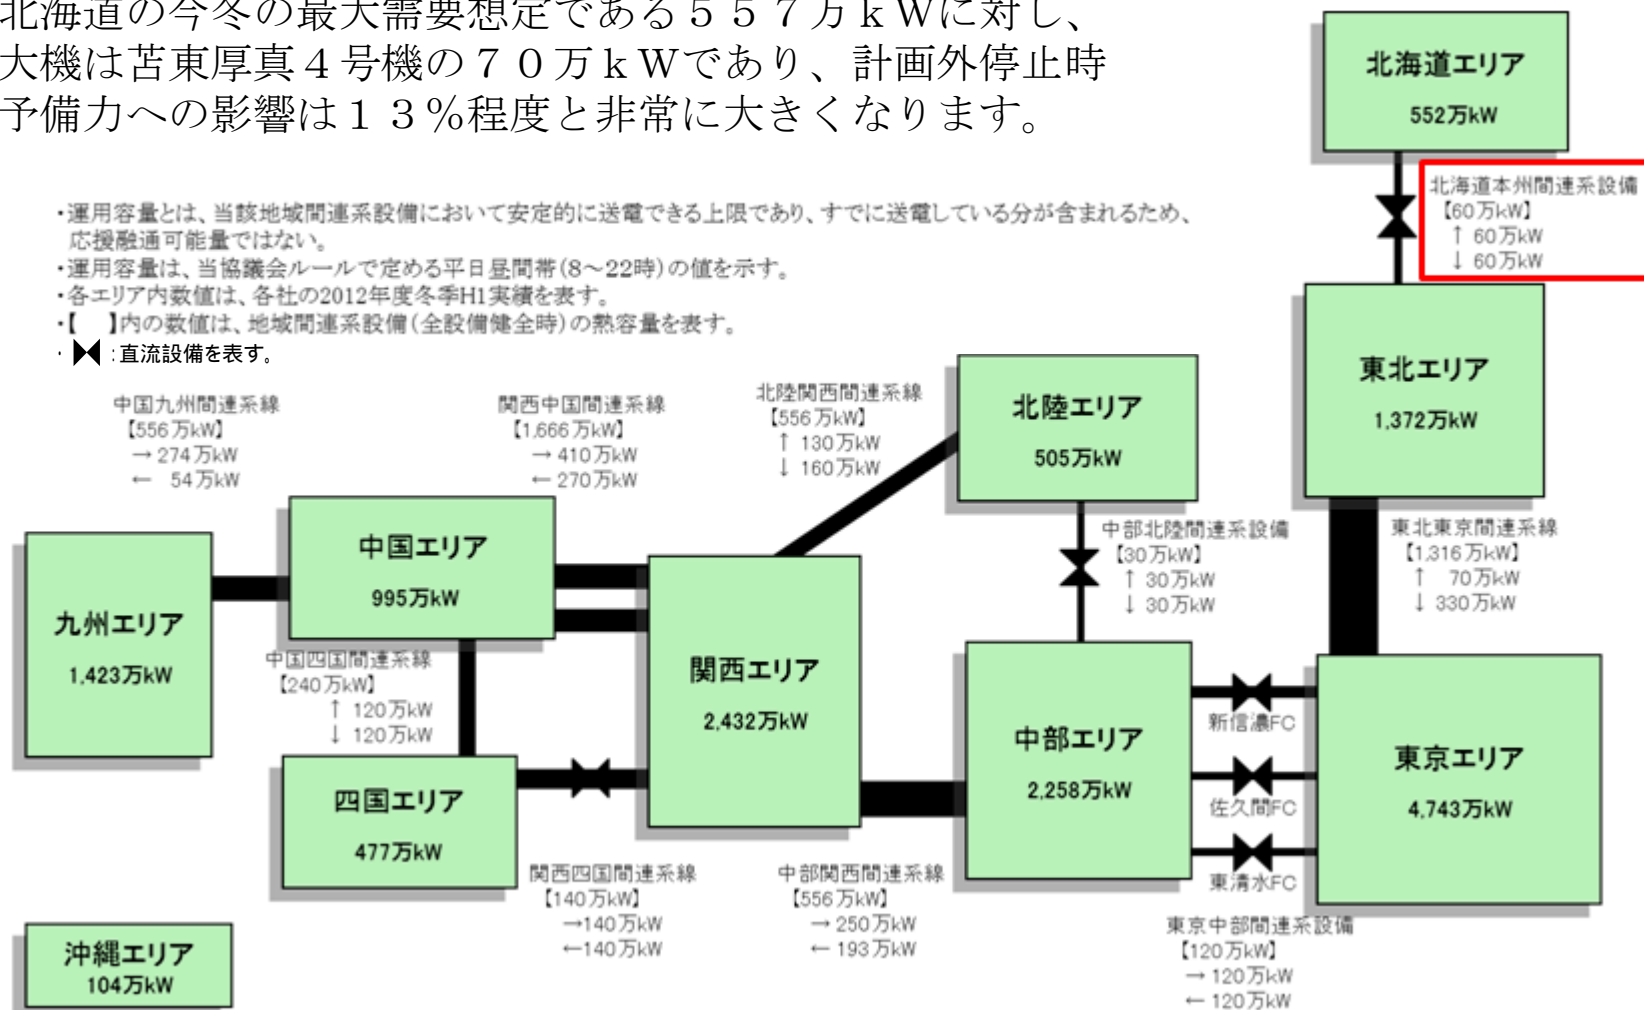 北海道の今冬の最大需要想定である５５７万ｋＷに対し、
大機は苫東厚真４号機の７０万ｋＷであり、計画外停止時
予備力への影響は１３％程度と非常に大きくなります。
・運用容量とは、当該地域間連系設備において安定的に送電できる上限であり、すでに送電している分が含まれるため、
応援融通可能量ではない。
・運用容量は、当協議会ルールで定める平日昼間帯(8～22時)の値を示す。
・各エリア内数値は、各社の2012年度冬季H1実績を表す。
・【　】内の数値は、地域間連系設備(全設備健全時)の熱容量を表す。
・ :直流設備を表す。
北海道エリア
552万kW
北海道本州間連系設備
【60万kW】
↑ 60万kW
↓ 60万kW
東北エリア
1,372万kW
東北東京間連系線
【1,316万kW】
↑ 70万kW
↓ 330万kW
東京エリア
4,743万kW
新信濃FC
佐久間FC
東清水FC
東京中部間連系設備
【120万kW】
→ 120万kW
← 120万kW
中部エリア
2,258万kW
中部北陸間連系設備
【30万kW】
↑ 30万kW
↓ 30万kW
北陸エリア
505万kW
北陸関西間連系線
【556万kW】
↑ 130万kW
↓ 160万kW
関西エリア
2,432万kW
中部関西間連系線
【556万kW】
→ 250万kW
← 193万kW
関西中国間連系線
【1,666万kW】
→ 410万kW
← 270万kW
関西四国間連系線
【140万kW】
→140万kW
←140万kW
中国エリア
995万kW
中国四国間連系線
【240万kW】
↑ 120万kW
↓ 120万kW
四国エリア
477万kW
中国九州間連系線
【556万kW】
→ 274万kW
← 54万kW
九州エリア
1,423万kW
沖縄エリア
104万kW